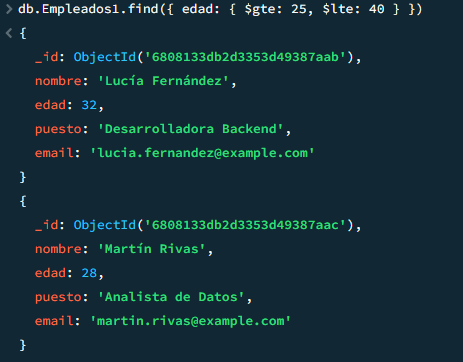 > db.Empleados1.find({ edad: { $gte: 25, $lte: 40 } })
< {
_id: ObjectId('6808133db2d3353d49387aab'),
nombre: 'Lucía Fernández',
edad: 32,
puesto: 'Desarrolladora Backend',
email: 'lucia.fernandez@example.com'
}
{
_id: ObjectId('6808133db2d3353d49387aac'),
nombre: 'Martín Rivas',
edad: 28,
puesto: 'Analista de Datos',
email: 'martin.rivas@example.com'
}